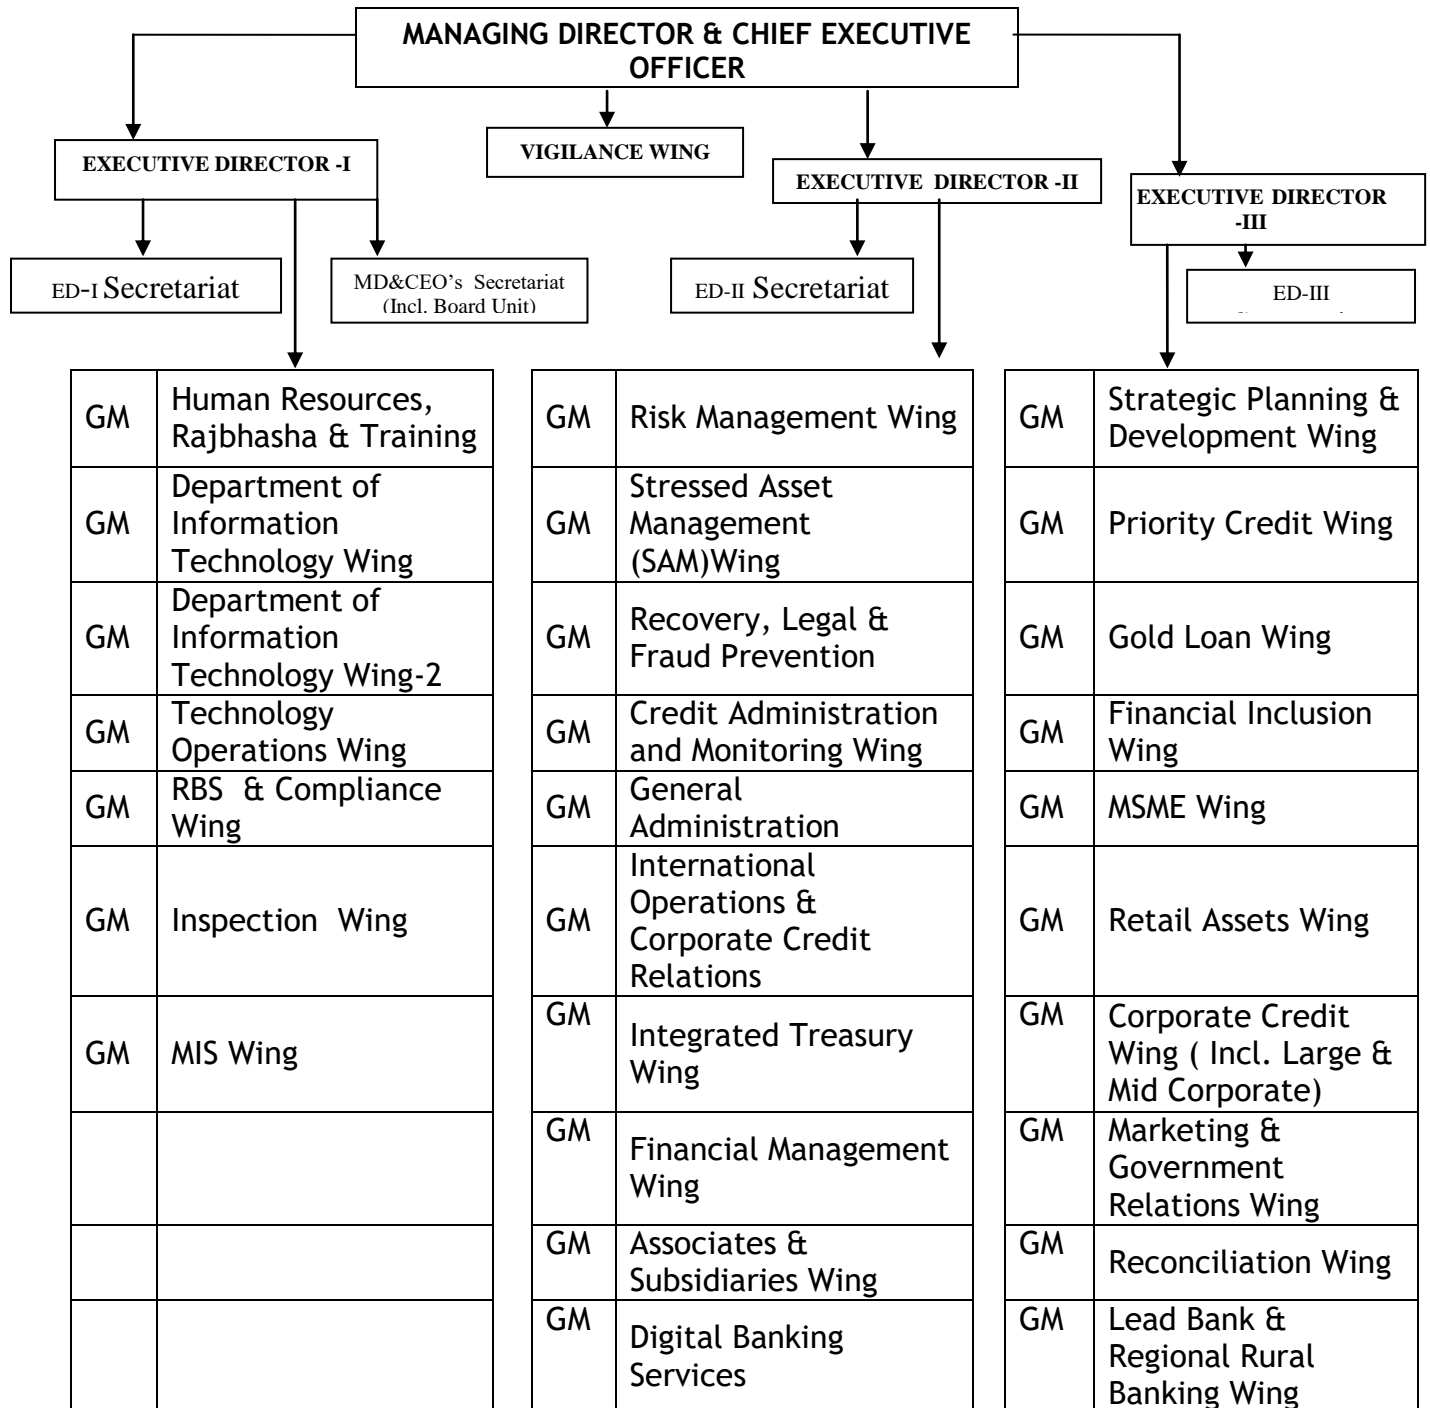 MANAGING DIRECTOR & CHIEF EXECUTIVE
OFFICER
EXECUTIVE DIRECTOR -I
VIGILANCE WING
EXECUTIVE DIRECTOR -II
EXECUTIVE DIRECTOR
-III
ED-I Secretariat
MD&CEO's Secretariat
(Incl. Board Unit)
ED-II Secretariat
ED-III
GM
Human Resources,
Rajbhasha & Training
GM
Department of
Information
Technology Wing
GM
Department of
Information
Technology Wing-2
GM
Technology
Operations Wing
GM
RBS & Compliance
Wing
GM
Inspection Wing
GM
MIS Wing
GM
Risk Management Wing
GM
Stressed Asset
Management
(SAM)Wing
GM
Recovery, Legal &
Fraud Prevention
GM
Credit Administration
and Monitoring Wing
GM
General
Administration
GM
International
Operations &
Corporate Credit
Relations
GM
Integrated Treasury
Wing
GM
Financial Management
Wing
GM
Associates &
Subsidiaries Wing
GM
Digital Banking
Services
GM
Strategic Planning &
Development Wing
GM
Priority Credit Wing
GM
Gold Loan Wing
GM
Financial Inclusion
Wing
GM
MSME Wing
GM
Retail Assets Wing
GM
Corporate Credit
Wing ( Incl. Large &
Mid Corporate)
GM
Marketing &
Government
Relations Wing
GM
Reconciliation Wing
GM
Lead Bank &
Regional Rural
Banking Wing